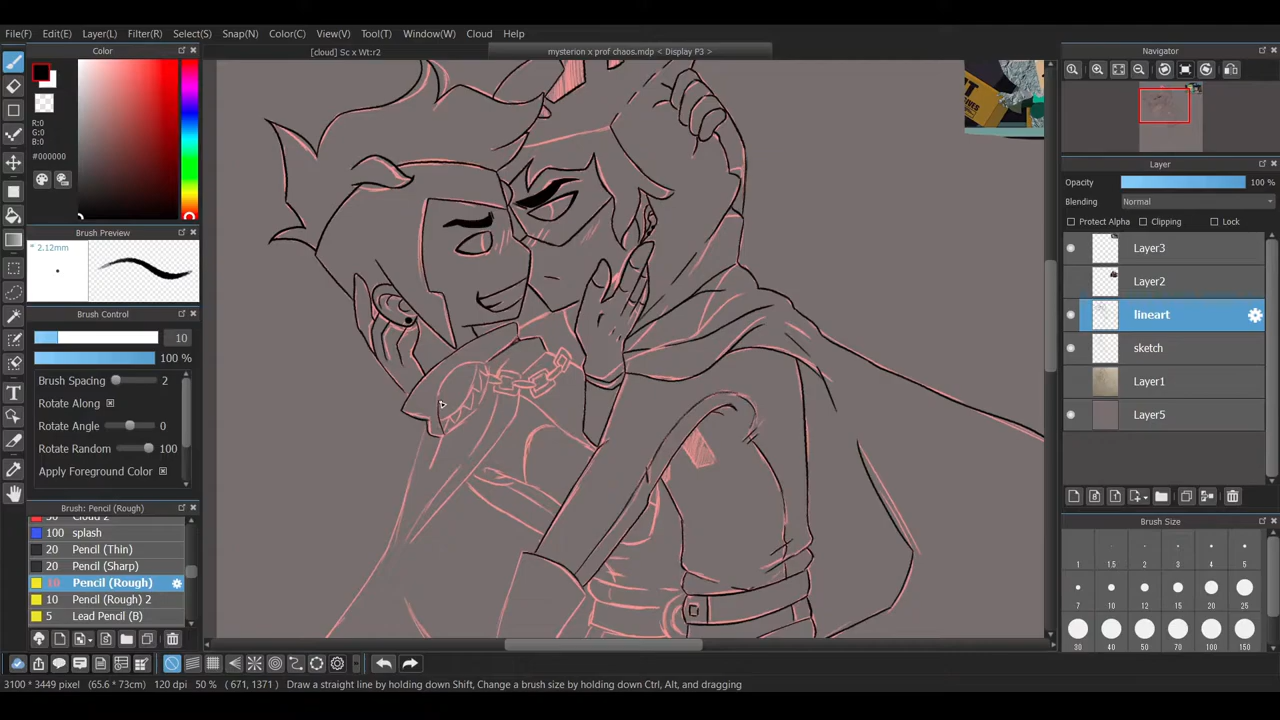 File(F) Edit(E) Layer(L) Filter(R) Select(S) Snap(N) Color(C) View(V) Tool(T) Window(W) Cloud Help
Color
[cloud] Sc x Wt:r2
mysterion x prof chaos.mdp < Display P3 >
Navigator
R:0
G:0
B:0
#000000
Layer
Opacity 100 %
Blending Normal
Protect Alpha Clipping Lock
Brush Preview
* 2.12mm
Layer3
Layer2
Brush Control
lineart
10
sketch
100 %
Brush Spacing 2
Layer1
Rotate Along
Rotate Angle 0
Layer5
Rotate Random 100
Apply Foreground Color
Brush: Pencil (Rough)
Brush Size
50 Cloud 2
100 splash
20 Pencil (Thin)
20 Pencil (Sharp)
10 Pencil (Rough)
10 Pencil (Rough) 2
5 Lead Pencil (B)
1 1.5 2 3 4 5
7 10 12 15 20 25
30 40 50 70 100 150
3100 * 3449 pixel (65.6 * 73cm) 120 dpi 50 % ( 671, 1371 ) Draw a straight line by holding down Shift, Change a brush size by holding down Ctrl, Alt, and dragging